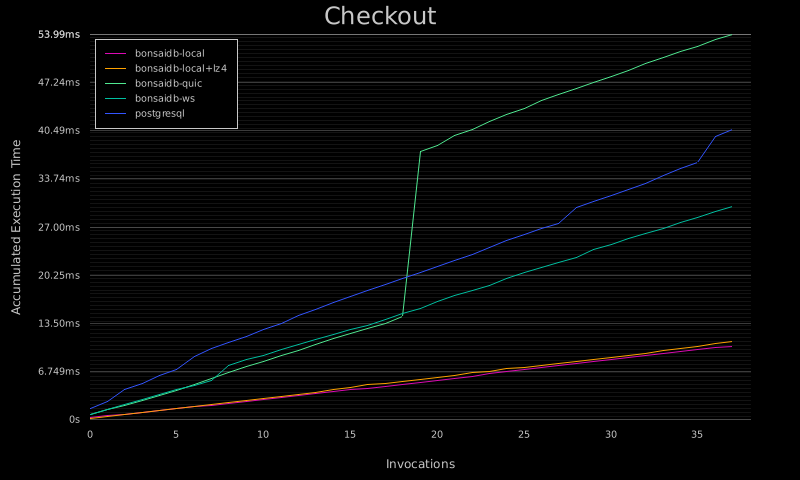 Checkout
53.99ms
47.24ms
40.49ms
33.74ms
27.00ms
20.25ms
13.50ms
6.749ms
0s
bonsaidb-local
bonsaidb-local+lz4
bonsaidb-quic
bonsaidb-ws
postgresql
Accumulated Execution Time
0 5 10 15 20 25 30 35
Invocations